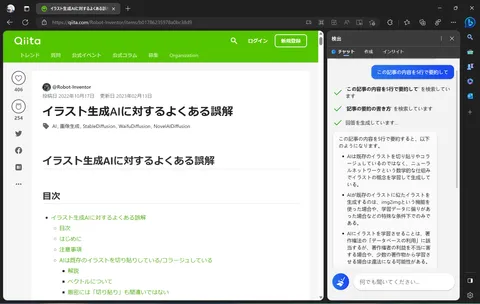 イラスト生成AIに対するよくある誤解
https://qiita.com/Robot-Inventor/items/
Qiita
ログイン
新規登録
トレンド 質問 公式イベント 公式コラム 募集 Organization
@Robot-Inventor
投稿日 2022年10月17日 更新日 2023年02月13日
イラスト生成AIに対するよくある誤解
AI, 画像生成, StableDiffusion, WaifuDiffusion, NovelAIDiffusion
406
254
イラスト生成AIに対するよくある誤解
目次
イラスト生成AIに対するよくある誤解
目次
はじめに
注意事項
AIは既存のイラストを切り貼りしている/コラージュしている
解説
ベクトルについて
厳密には「切り貼り」も間違いではない
検出
チャット 作成 インサイト
この記事の内容を5行で要約して
この記事の内容を5行で要約して を検索しています
記事の要約の書き方 を検索しています
回答を生成しています...
この記事の内容を5行で要約すると、以下
のようになります。
AIは既存のイラストを切り貼りやコラー
ジュしているのではなく、ニューラ
ルネットワークという数学的な仕組み
でイラストの概念を学習して生成してい
る。
AIが既存のイラストに似たイラストを
生成するのは、img2imgという機能を
使った場合や、学習データに偏りがあ
った場合などの特殊な条件下でのみで
ある。
AIにイラストを学習させることは、著
作権法の「データベースの利用」に該
当するが、著作権者の利益を不当に害
する場合や、少数の著作物から学習さ
せる場合は違法になる可能性がある。
何でも聞いてください...